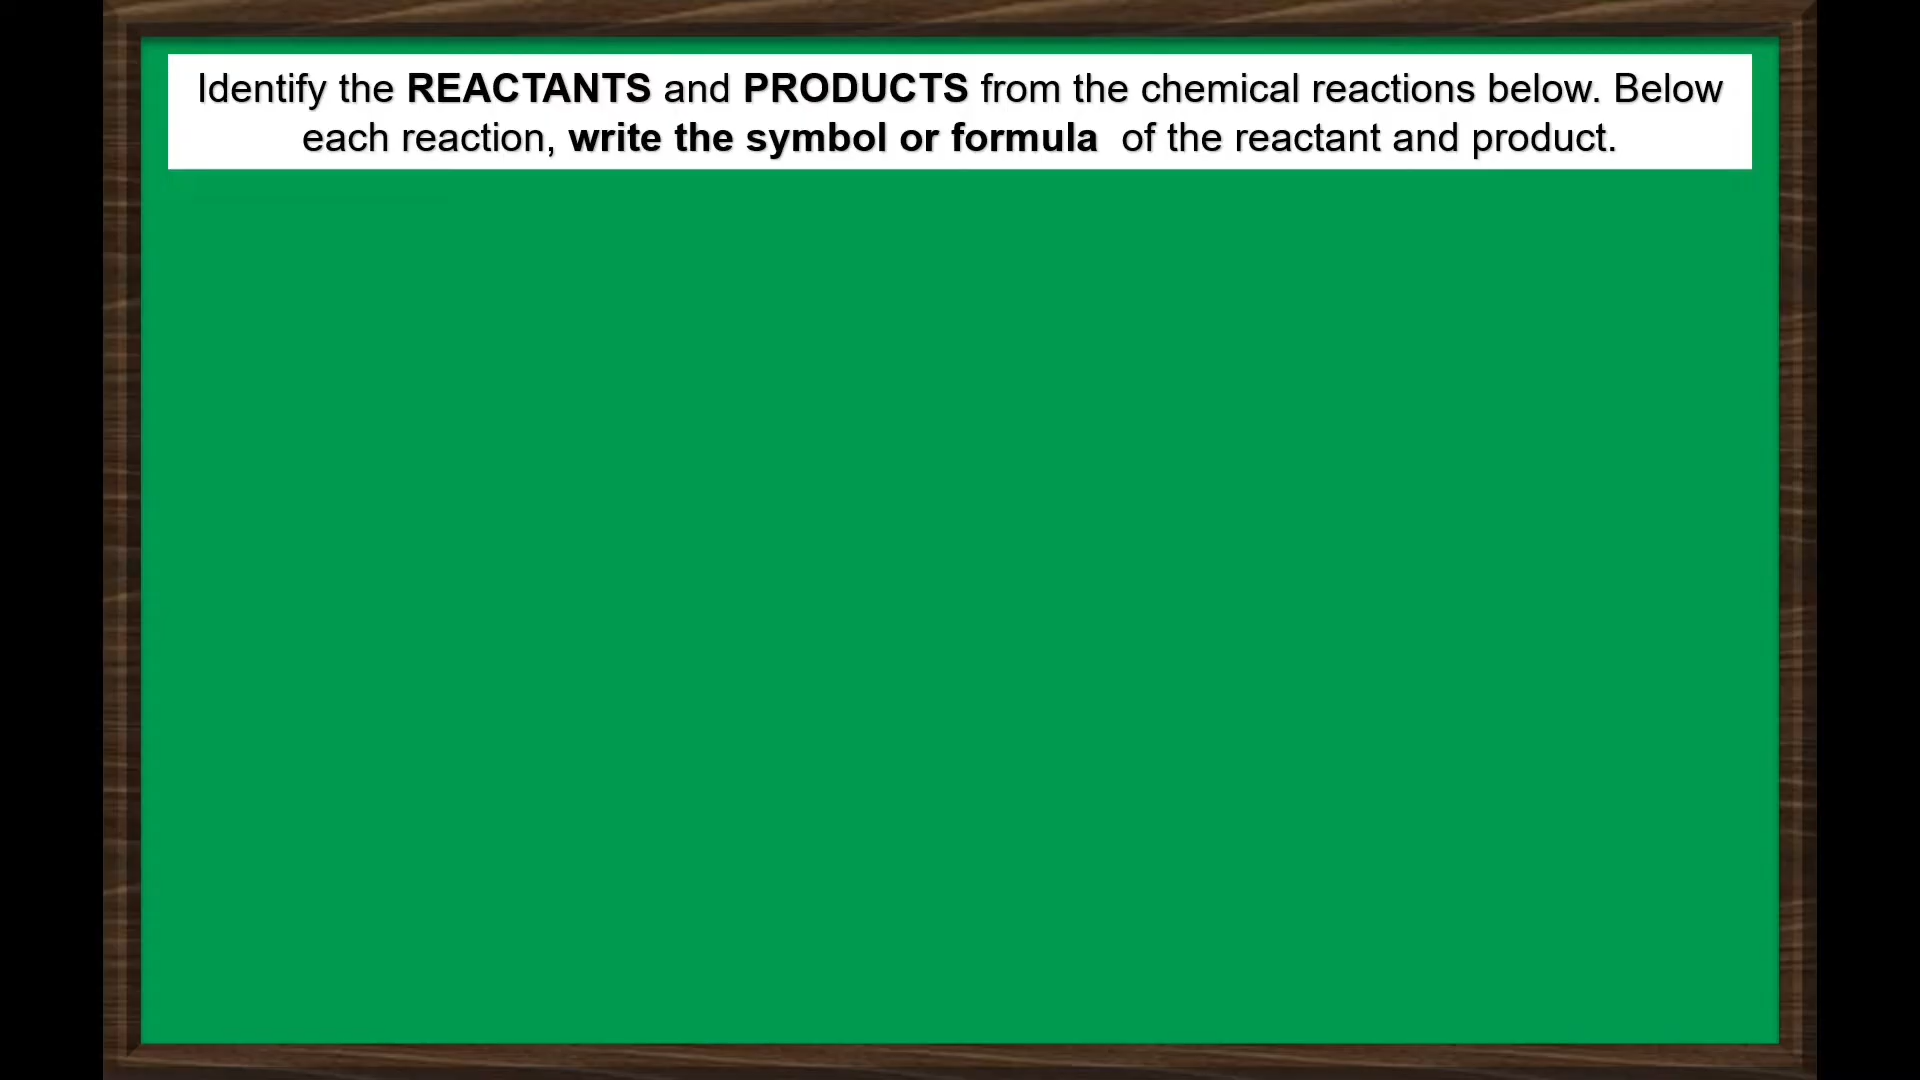 Identify the REACTANTS and PRODUCTS from the chemical reactions below. Below
each reaction, write the symbol or formula of the reactant and product.